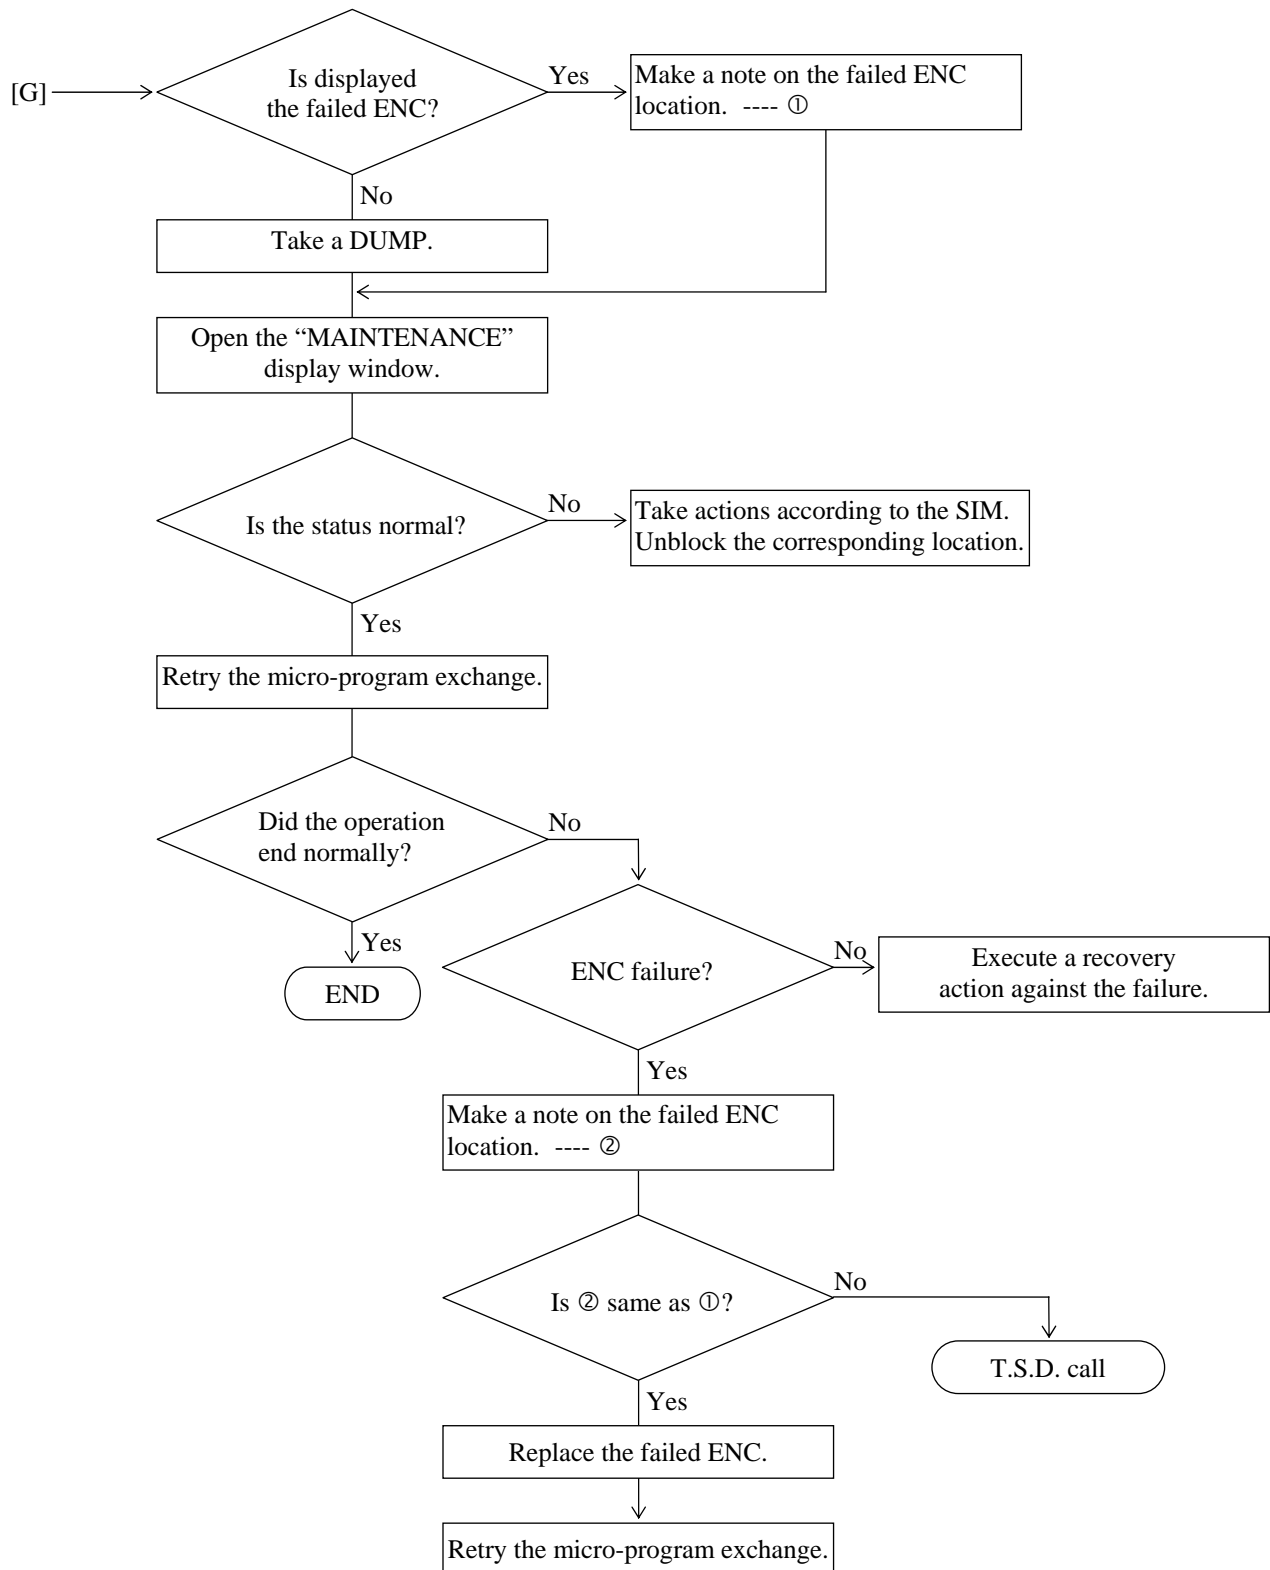 [G]
Is displayed
the failed ENC?
Yes
Make a note on the failed ENC
location. ---- ①
No
Take a DUMP.
Open the “MAINTENANCE”
display window.
Is the status normal?
No
Take actions according to the SIM.
Unblock the corresponding location.
Yes
Retry the micro-program exchange.
Did the operation
end normally?
No
Yes
END
ENC failure?
No
Execute a recovery
action against the failure.
Yes
Make a note on the failed ENC
location. ---- ②
Is ② same as ①?
No
T.S.D. call
Yes
Replace the failed ENC.
Retry the micro-program exchange.